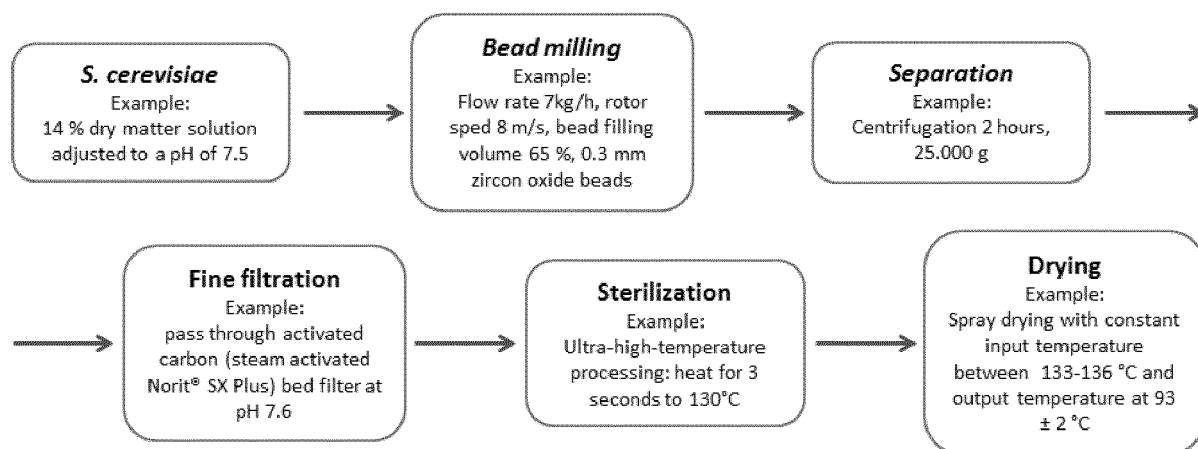 S. cerevisiae
Example:
14 % dry matter solution
adjusted to a pH of 7.5
Bead milling
Example:
Flow rate 7kg/h, rotor
sped 8 m/s, bead filling
volume 65 %, 0.3 mm
zircon oxide beads
Separation
Example:
Centrifugation 2 hours,
25.000 g
Fine filtration
Example:
pass through activated
carbon (steam activated
Norit® SX Plus) bed filter at
pH 7.6
Sterilization
Example:
Ultra-high-temperature
processing: heat for 3
seconds to 130°C
Drying
Example:
Spray drying with constant
input temperature
between 133-136 °C and
output temperature at 93
± 2 °C